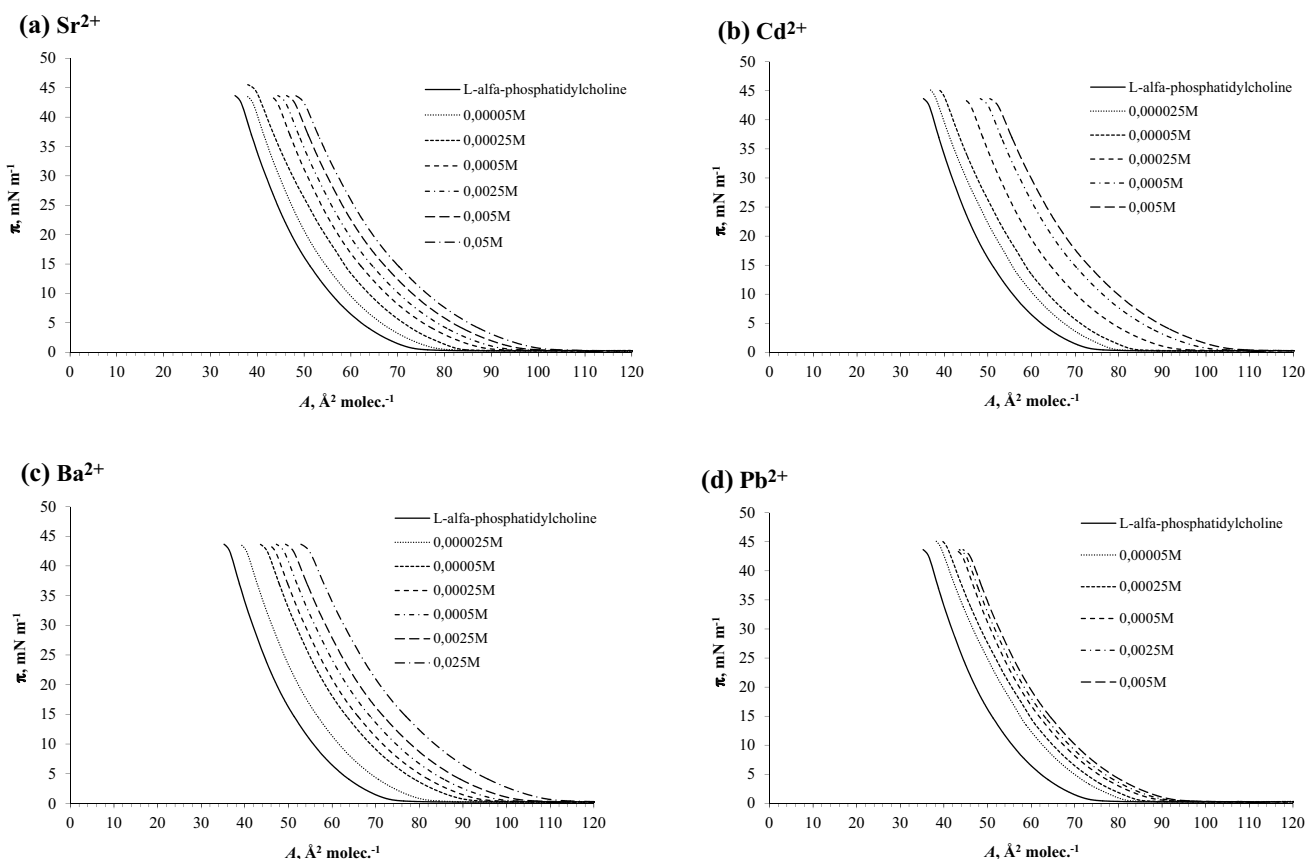 (a) Sr2+
50
45
40
35
30
25
20
15
10
5
0
π, mN m-1
0 10 20 30 40 50 60 70 80 90 100 110 120
A, Å2 molec.-1
L-alfa-phosphatidylcholine
0,00005M
0,00025M
0,0005M
0,0025M
0,005M
0,05M
(b) Cd2+
50
45
40
35
30
25
20
15
10
5
0
π, mN m-1
0 10 20 30 40 50 60 70 80 90 100 110 120
A, Å2 molec.-1
L-alfa-phosphatidylcholine
0,000025M
0,00005M
0,00025M
0,0005M
0,005M
(c) Ba2+
50
45
40
35
30
25
20
15
10
5
0
π, mN m-1
0 10 20 30 40 50 60 70 80 90 100 110 120
A, Å2 molec.-1
L-alfa-phosphatidylcholine
0,000025M
0,00005M
0,00025M
0,0005M
0,0025M
0,025M
(d) Pb2+
50
45
40
35
30
25
20
15
10
5
0
π, mN m-1
0 10 20 30 40 50 60 70 80 90 100 110 120
A, Å2 molec.-1
L-alfa-phosphatidylcholine
0,00005M
0,00025M
0,0005M
0,0025M
0,005M